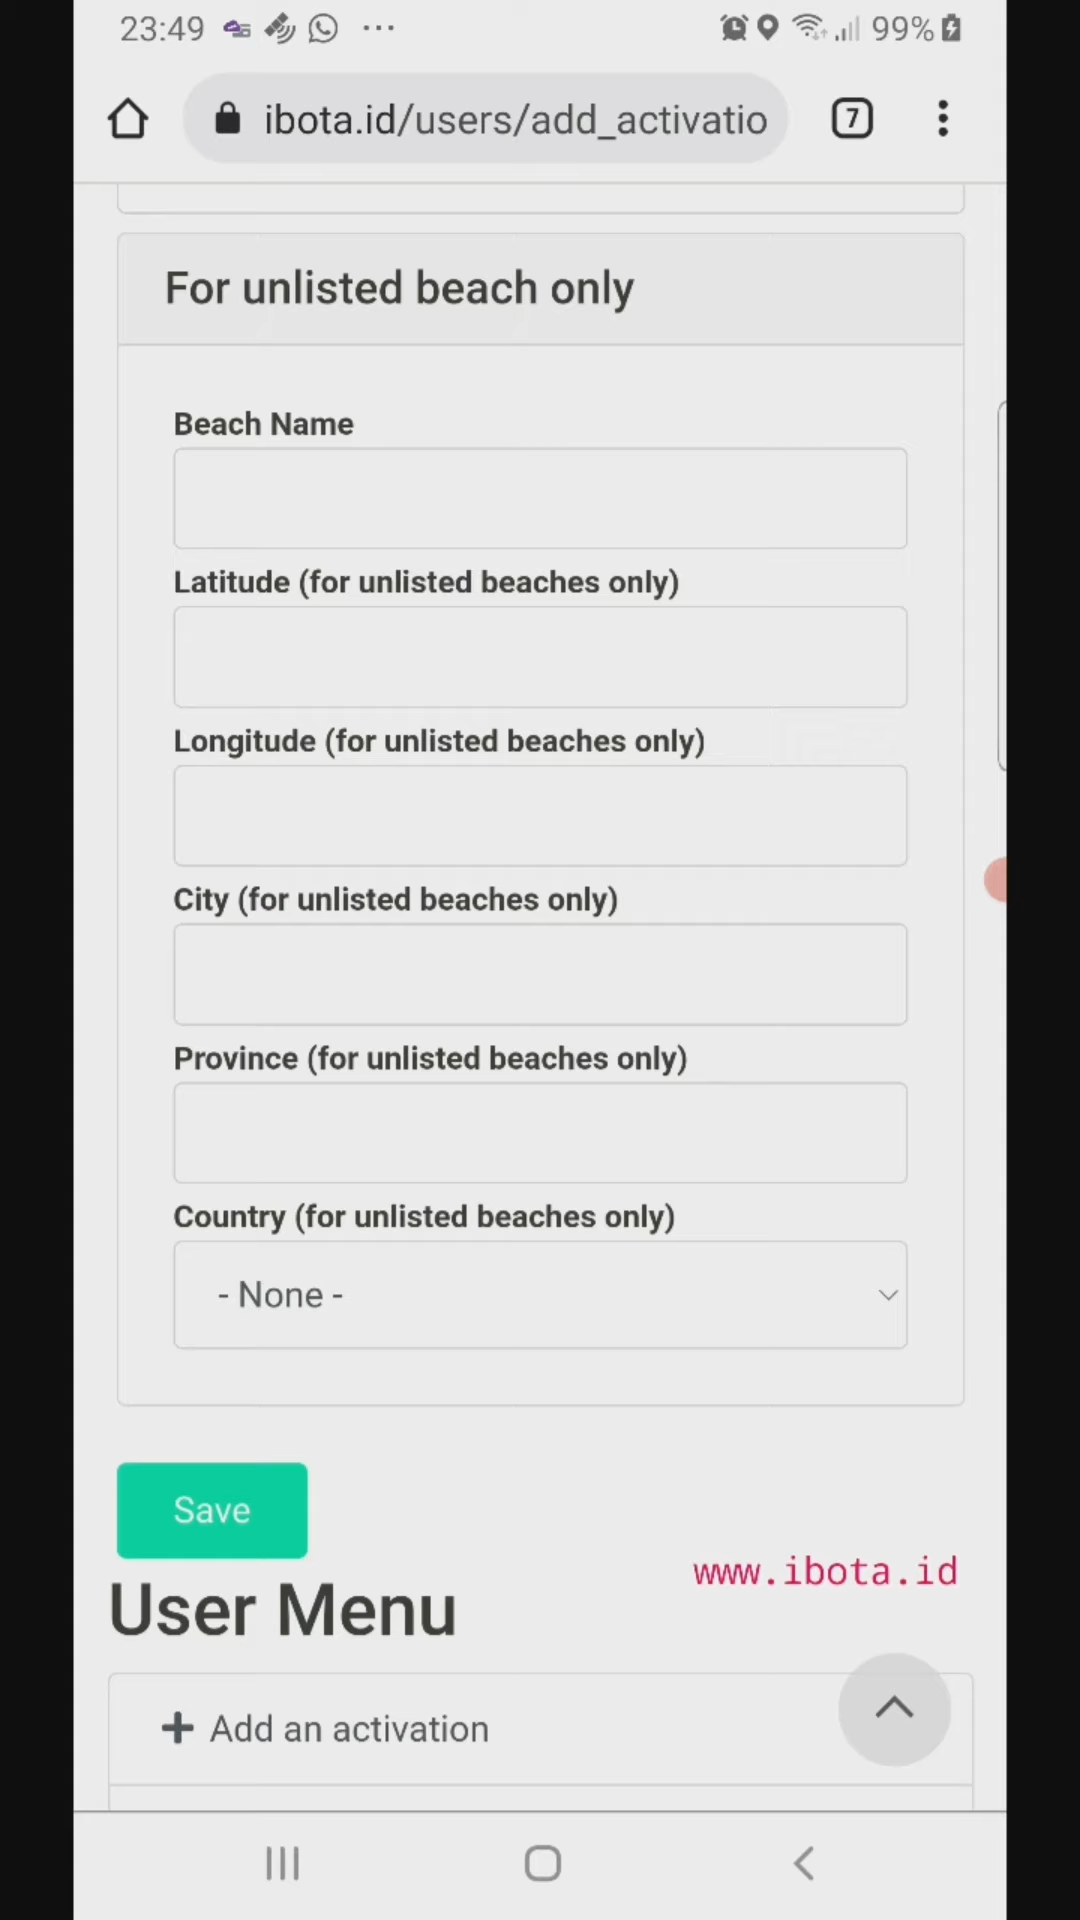 23:49
99%
ibota.id/users/add_activatio
7
For unlisted beach only
Beach Name
Latitude (for unlisted beaches only)
Longitude (for unlisted beaches only)
City (for unlisted beaches only)
Province (for unlisted beaches only)
Country (for unlisted beaches only)
- None -
Save
www.ibota.id
User Menu
Add an activation